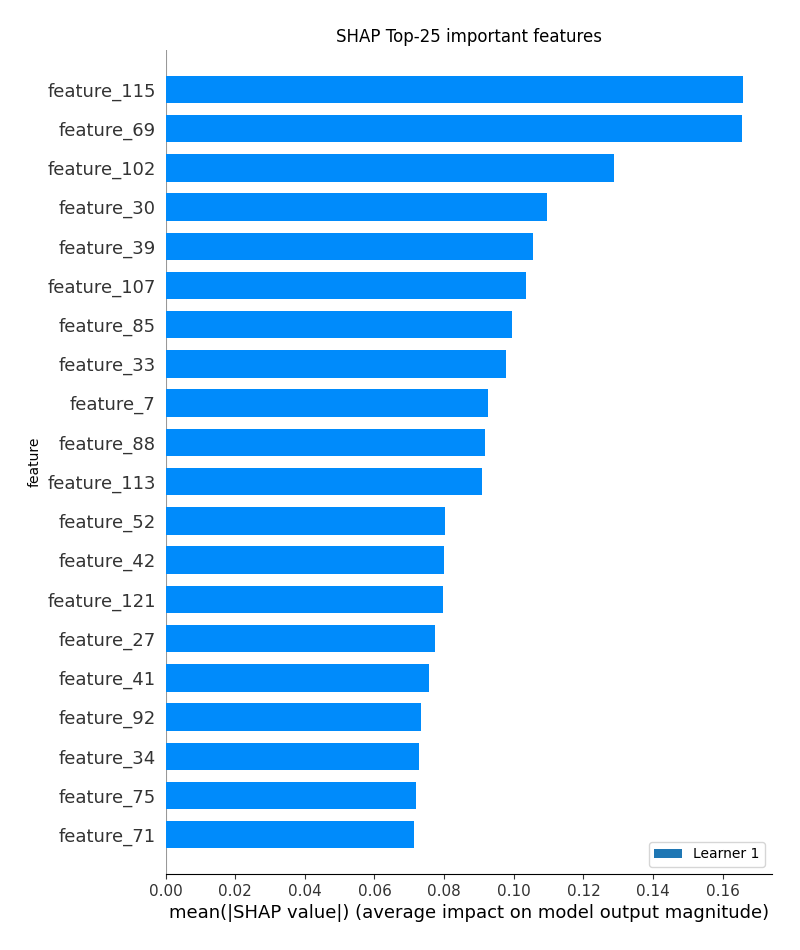 SHAP Top-25 important features
feature_115
feature_69
feature_102
feature_30
feature_39
feature_107
feature_85
feature_33
feature_7
feature_88
feature_113
feature_52
feature_42
feature_121
feature_27
feature_41
feature_92
feature_34
feature_75
feature_71
feature
Learner 1
0.00 0.02 0.04 0.06 0.08 0.10 0.12 0.14 0.16
mean(|SHAP value|) (average impact on model output magnitude)